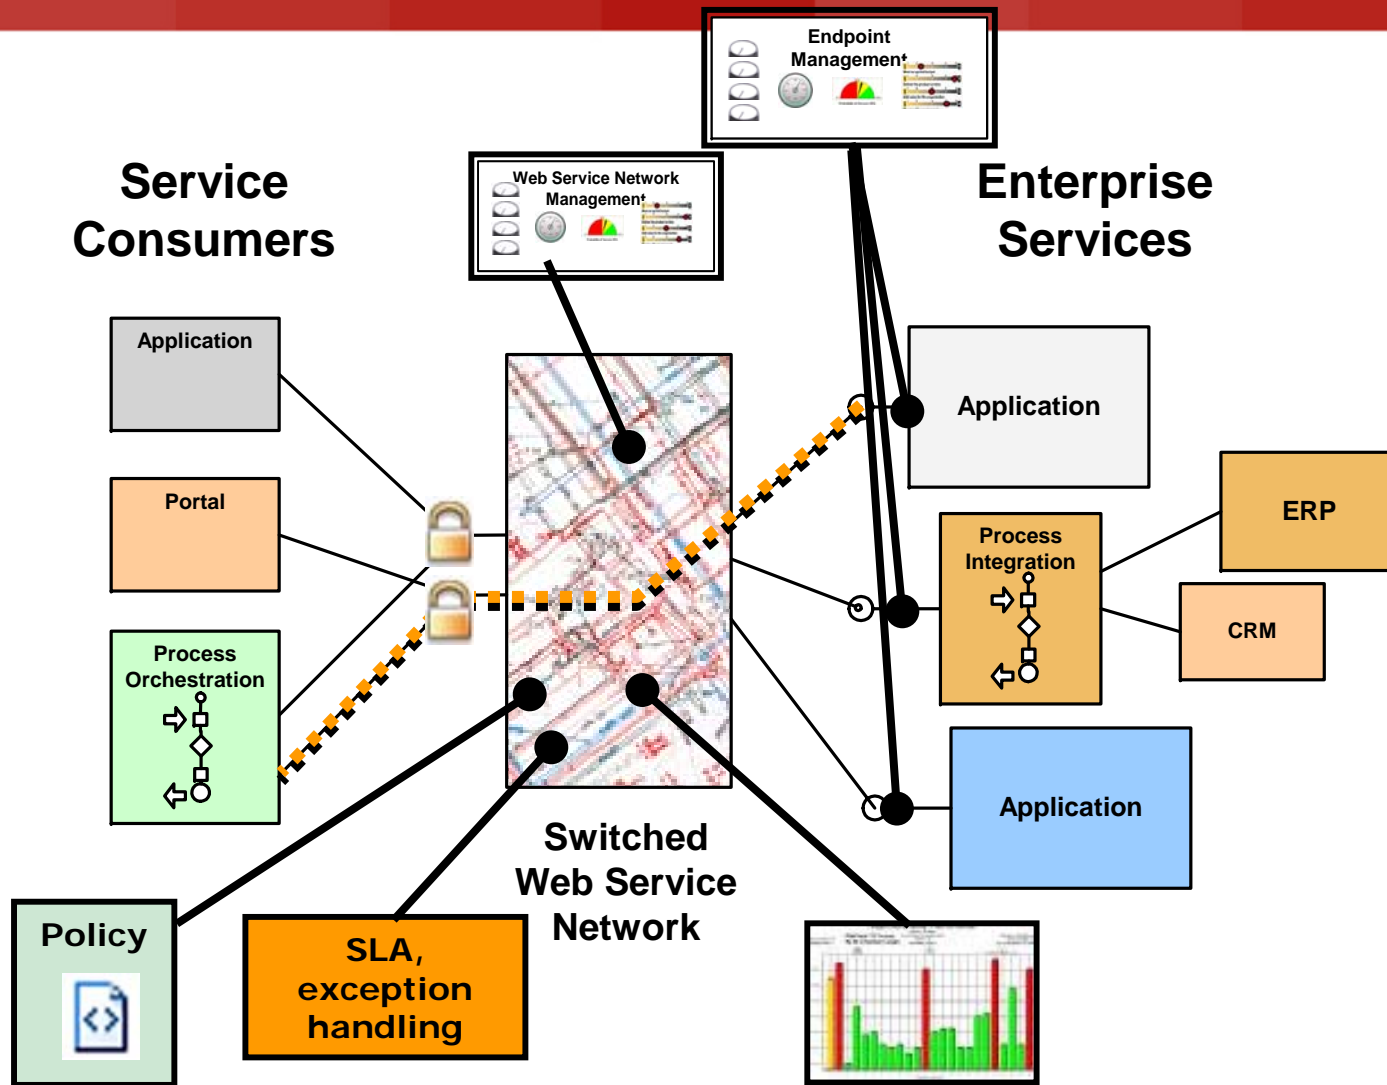 Endpoint
Management
Web Service Network
Management
Service
Consumers
Enterprise
Services
Application
Portal
Process
Orchestration
Application
Process
Integration
ERP
CRM
Application
Switched
Web Service
Network
Policy
SLA,
exception
handling